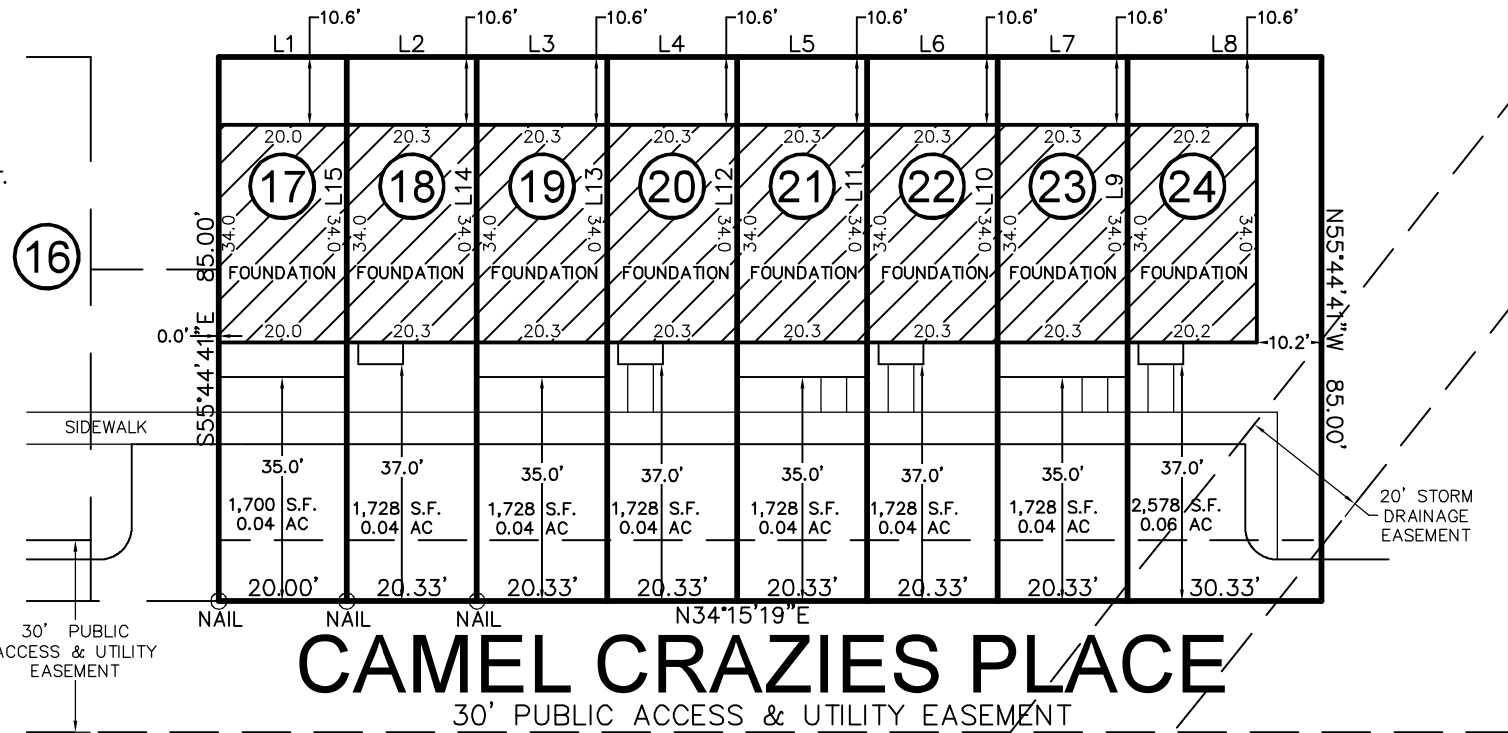 10.6' 10.6' 10.6' 10.6' 10.6' 10.6' 10.6' 10.6'
L1 L2 L3 L4 L5 L6 L7 L8
20.0 20.3 20.3 20.3 20.3 20.3 20.3 20.2
17 18 19 20 21 22 23 24
L15 L14 L13 L12 L11 L10 L9
16
34.0 34.0 34.0 34.0 34.0 34.0 34.0 34.0 34.0 34.0 34.0 34.0
FOUNDATION FOUNDATION FOUNDATION FOUNDATION FOUNDATION FOUNDATION FOUNDATION FOUNDATION
20.0 20.3 20.3 20.3 20.3 20.3 20.3 20.2
0.0'
10.2'
S55°44'41"E 85.00'
N55°44'41"W 85.00'
SIDEWALK
35.0' 37.0' 35.0' 37.0' 35.0' 37.0' 35.0' 37.0'
1,700 S.F. 1,728 S.F. 1,728 S.F. 1,728 S.F. 1,728 S.F. 1,728 S.F. 1,728 S.F. 2,578 S.F.
0.04 AC 0.04 AC 0.04 AC 0.04 AC 0.04 AC 0.04 AC 0.04 AC 0.06 AC
20' STORM
DRAINAGE
EASEMENT
20.00' 20.33' 20.33' 20.33' 20.33' 20.33' 20.33' 30.33'
NAIL NAIL NAIL
N34°15'19"E
30' PUBLIC
ACCESS & UTILITY
EASEMENT
CAMEL CRAZIES PLACE
30' PUBLIC ACCESS & UTILITY EASEMENT